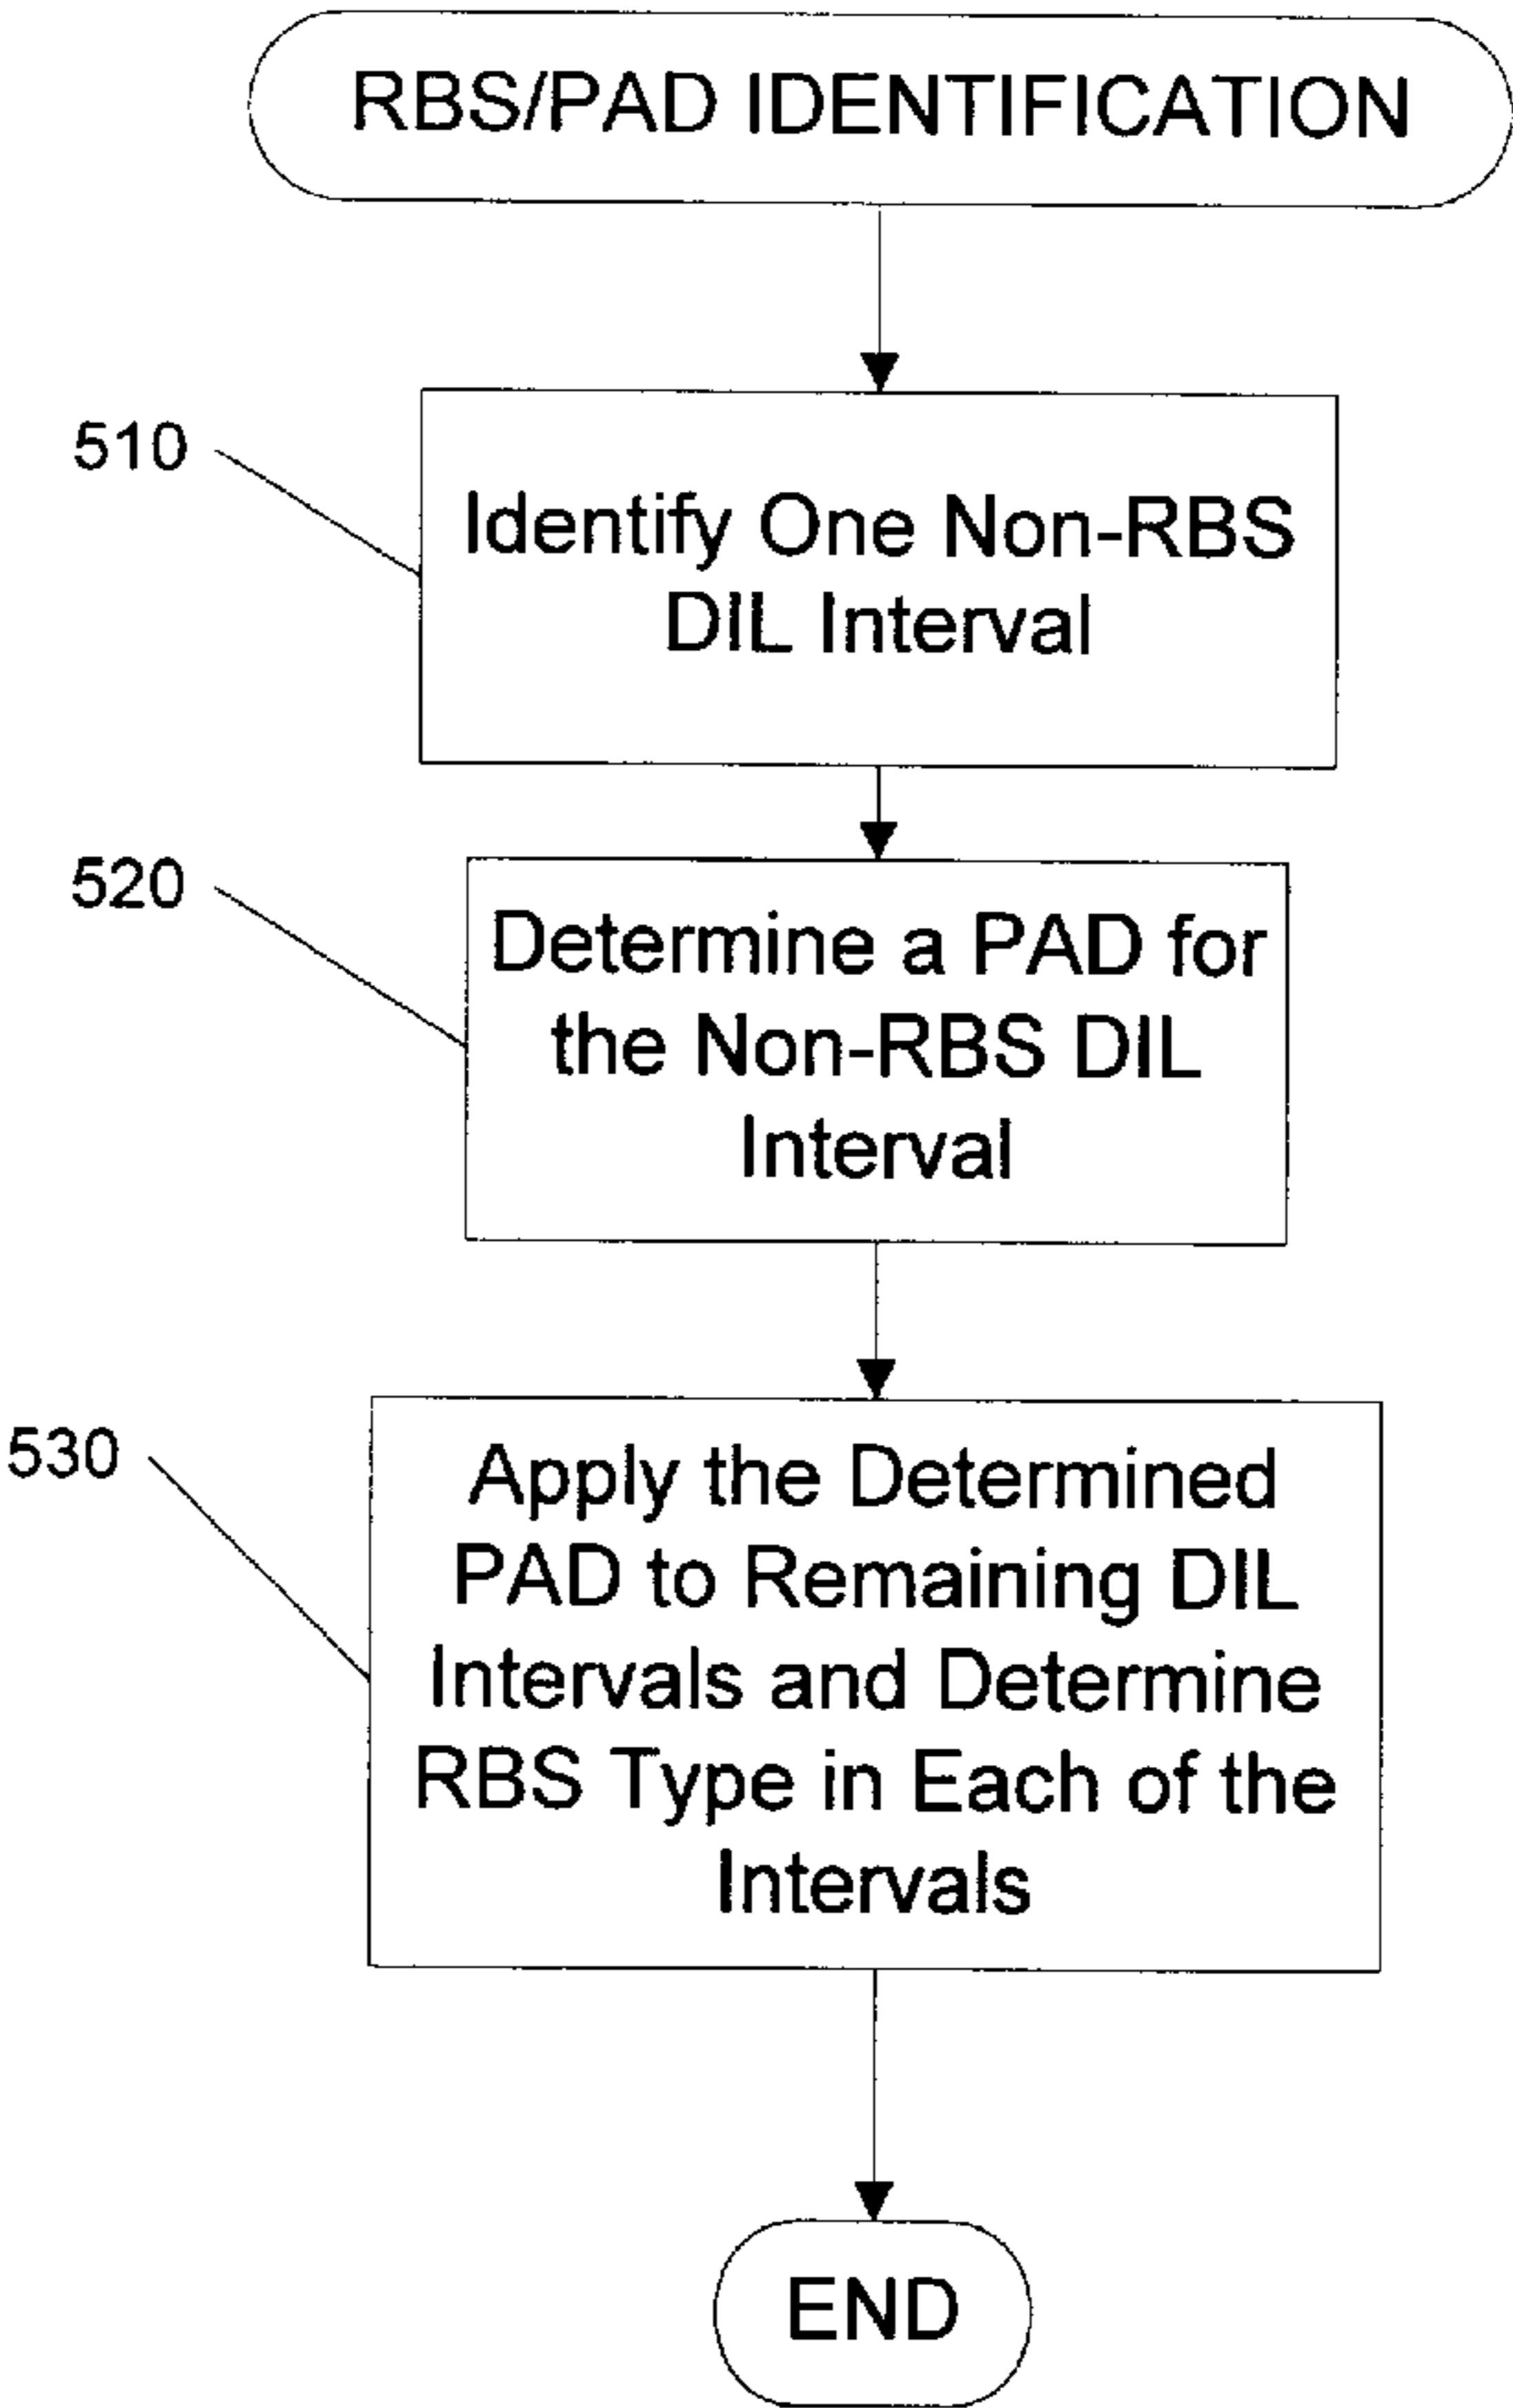 RBS/PAD IDENTIFICATION
510
Identify One Non-RBS
DIL Interval
520
Determine a PAD for
the Non-RBS DIL
Interval
530
Apply the Determined
PAD to Remaining DIL
Intervals and Determine
RBS Type in Each of the
Intervals
END